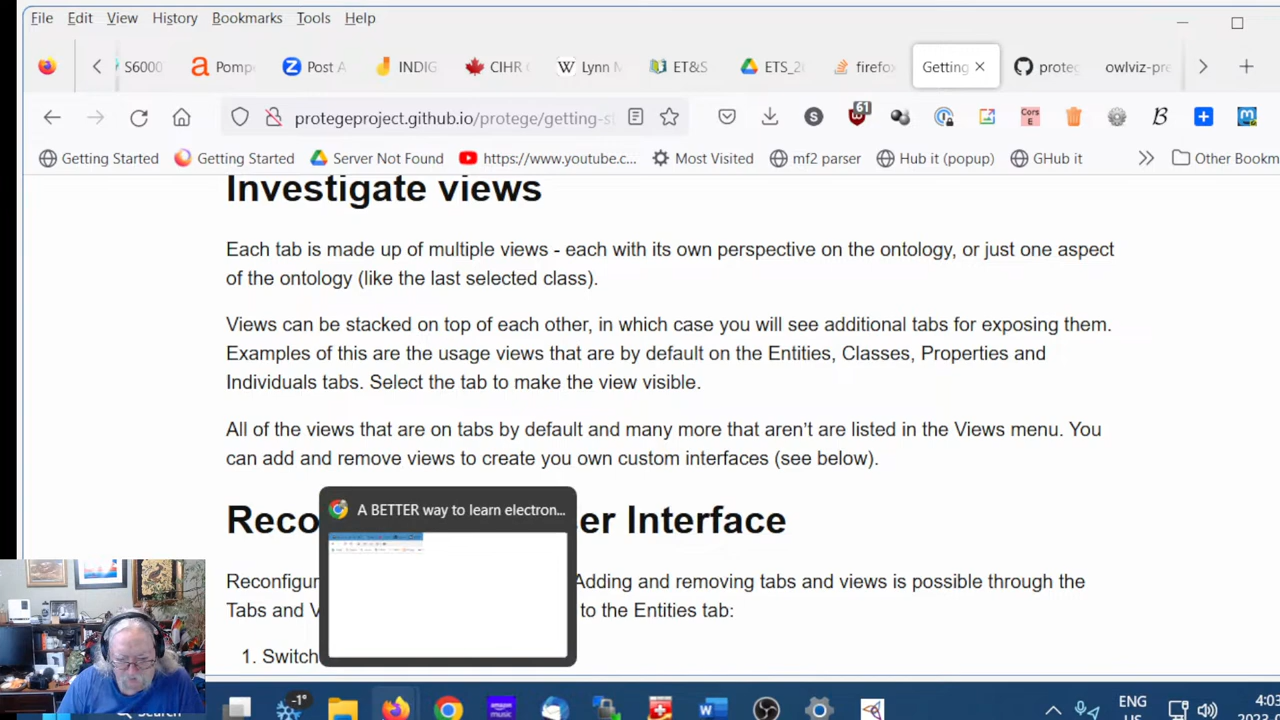 File Edit View History Bookmarks Tools Help
S6000 Pomp Post A INDIG CIHR Lynn M ET&S ETS_2( firefo Getting protec owlviz-pre
61
protegeproject.github.io/protege/getting-st
Getting Started Getting Started Server Not Found https://www.youtube.c... Most Visited mf2 parser Hub it (popup) GHub it Other Bookm
Investigate views
Each tab is made up of multiple views - each with its own perspective on the ontology, or just one aspect
of the ontology (like the last selected class).
Views can be stacked on top of each other, in which case you will see additional tabs for exposing them.
Examples of this are the usage views that are by default on the Entities, Classes, Properties and
Individuals tabs. Select the tab to make the view visible.
All of the views that are on tabs by default and many more that aren’t are listed in the Views menu. You
can add and remove views to create you own custom interfaces (see below).
A BETTER way to learn electron...
Reco er Interface
Reconfigur Adding and removing tabs and views is possible through the
Tabs and V to the Entities tab:
1. Switch
Search -1° amazon music ENG 4:03
US